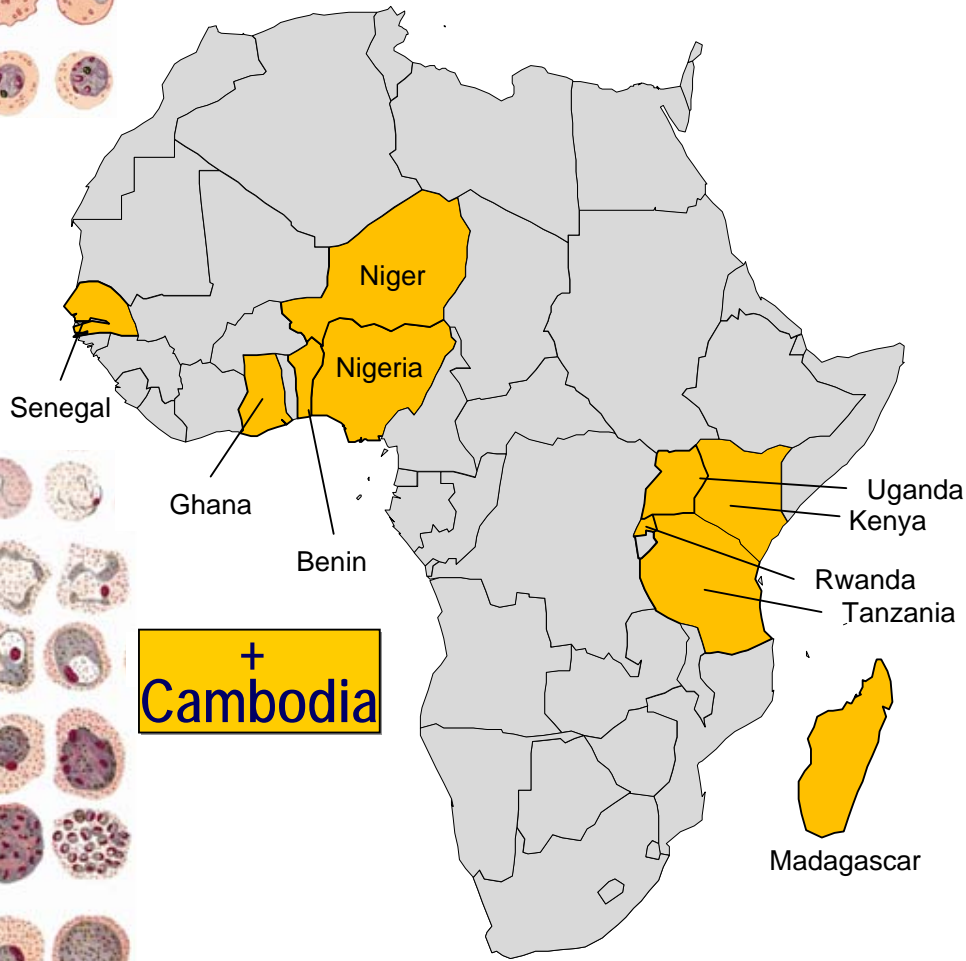 Niger
Nigeria
Senegal
Ghana
Benin
Uganda
Kenya
Rwanda
Tanzania
+
Cambodia
Madagascar